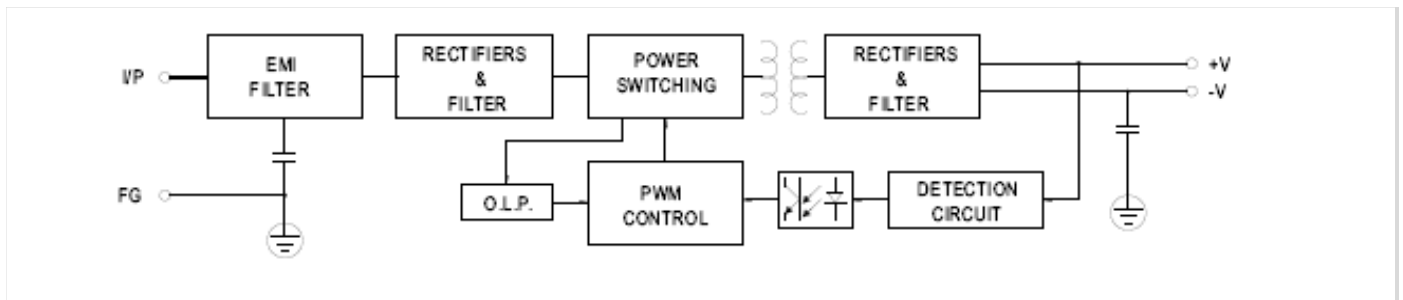 I/P
EMI
FILTER
RECTIFIERS
&
FILTER
POWER
SWITCHING
RECTIFIERS
&
FILTER
+V
-V
FG
O.L.P.
PWM
CONTROL
DETECTION
CIRCUIT